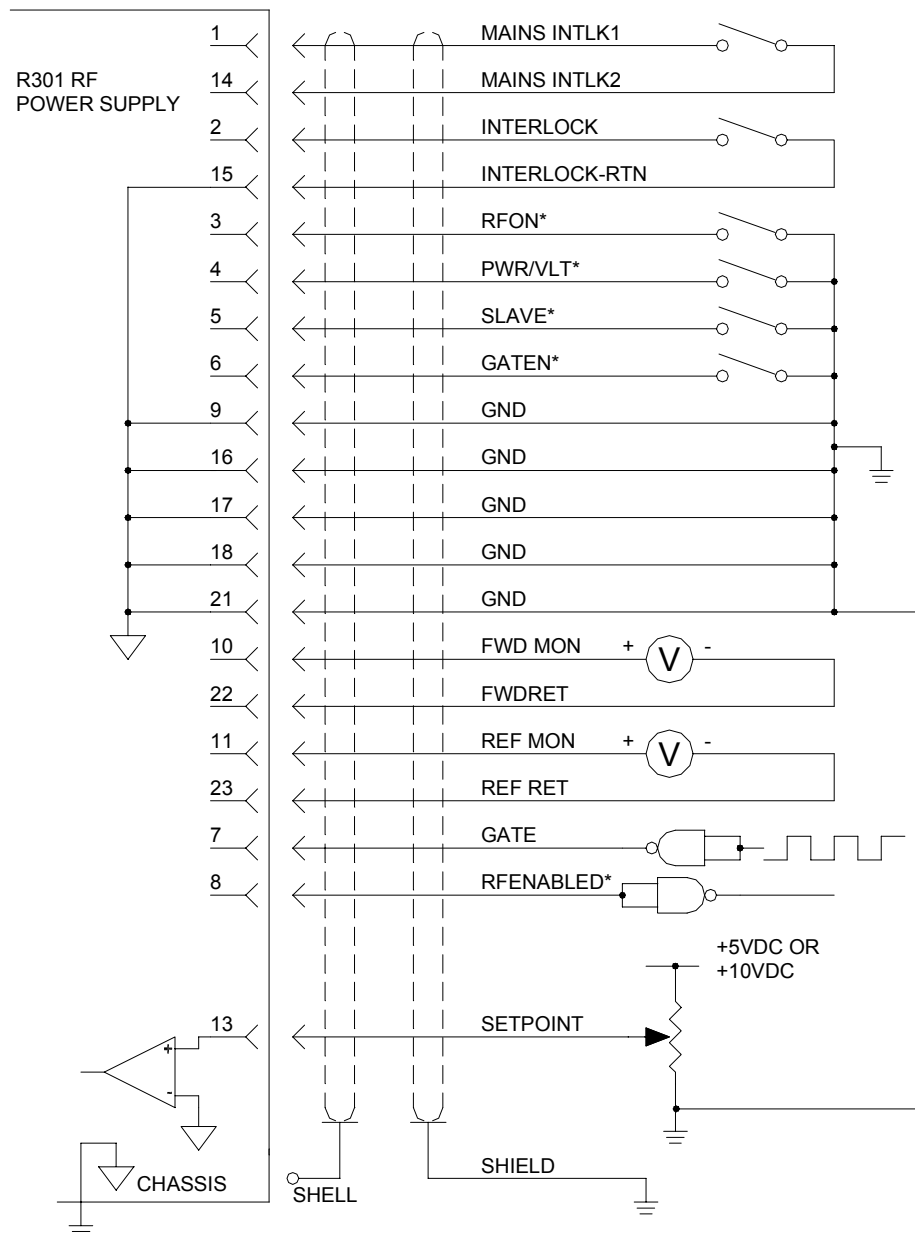 R301 RF
POWER SUPPLY
1 MAINS INTLK1
14 MAINS INTLK2
2 INTERLOCK
15 INTERLOCK-RTN
3 RFON*
4 PWR/VLT*
5 SLAVE*
6 GATEN*
9 GND
16 GND
17 GND
18 GND
21 GND
10 FWD MON + V -
22 FWDRET
11 REF MON + V -
23 REF RET
7 GATE
8 RFENABLED*
+5VDC OR
+10VDC
13 SETPOINT
+
-
CHASSIS
SHELL
SHIELD